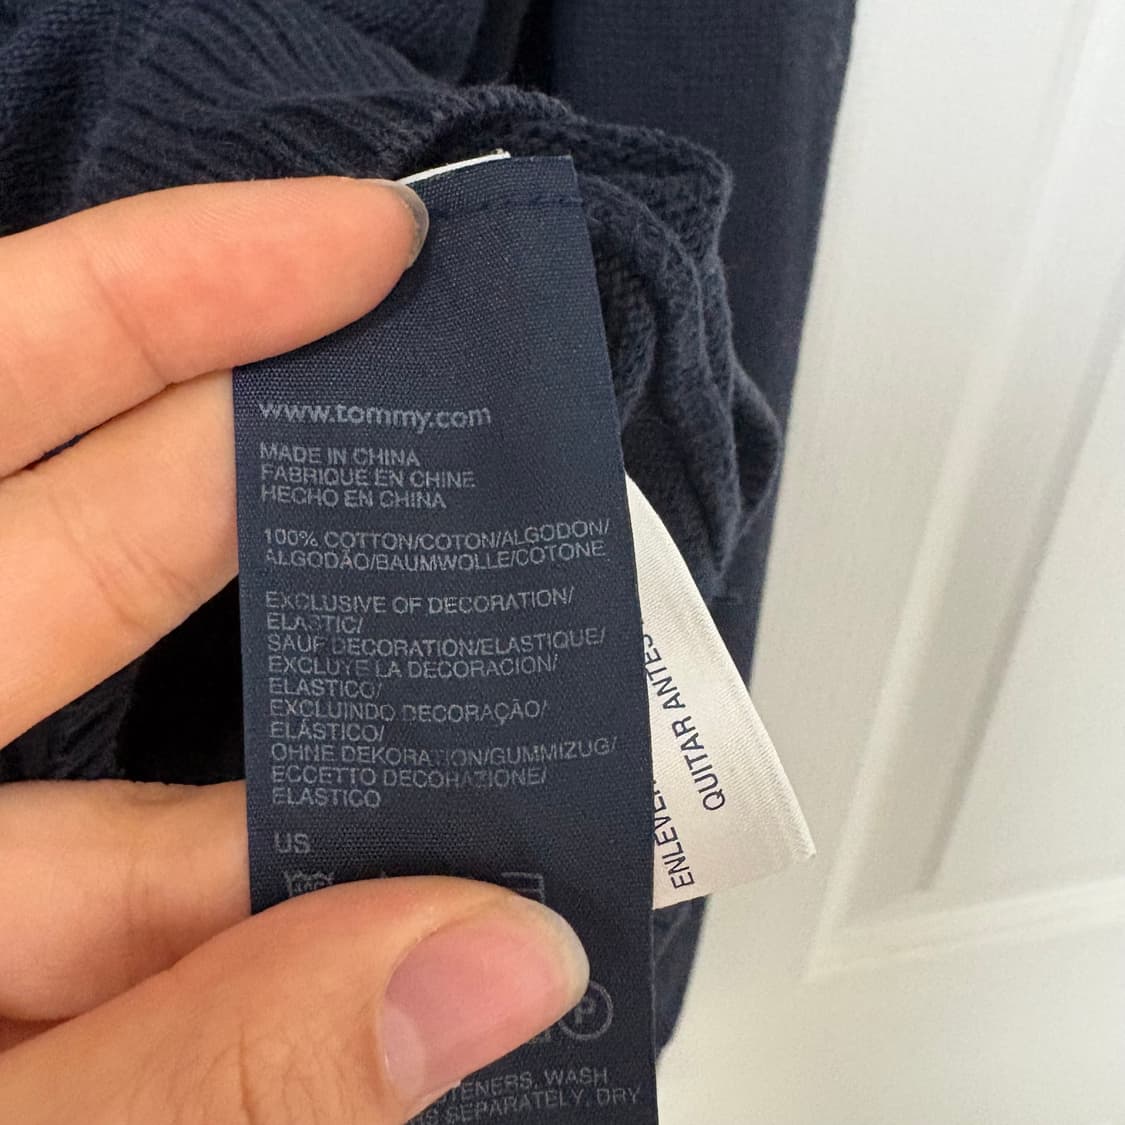 www.tommy.com
MADE IN CHINA
FABRIQUE EN CHINE
HECHO EN CHINA
100% COTTON/COTON/ALGODON/
ALGODÃO/BAUMWOLLE/COTONE
EXCLUSIVE OF DECORATION/
ELASTIC/
SAUF DECORATION/ELASTIQUE/
EXCLUYE LA DECORACION/
ELASTICO/
EXCLUINDO DECORAÇÃO/
ELÁSTICO/
OHNE DEKORATION/GUMMIZUG/
ECCETTO DECORAZIONE/
ELASTICO
US
P
WASH
SEPARATELY, DRY
QUITAR ANTES